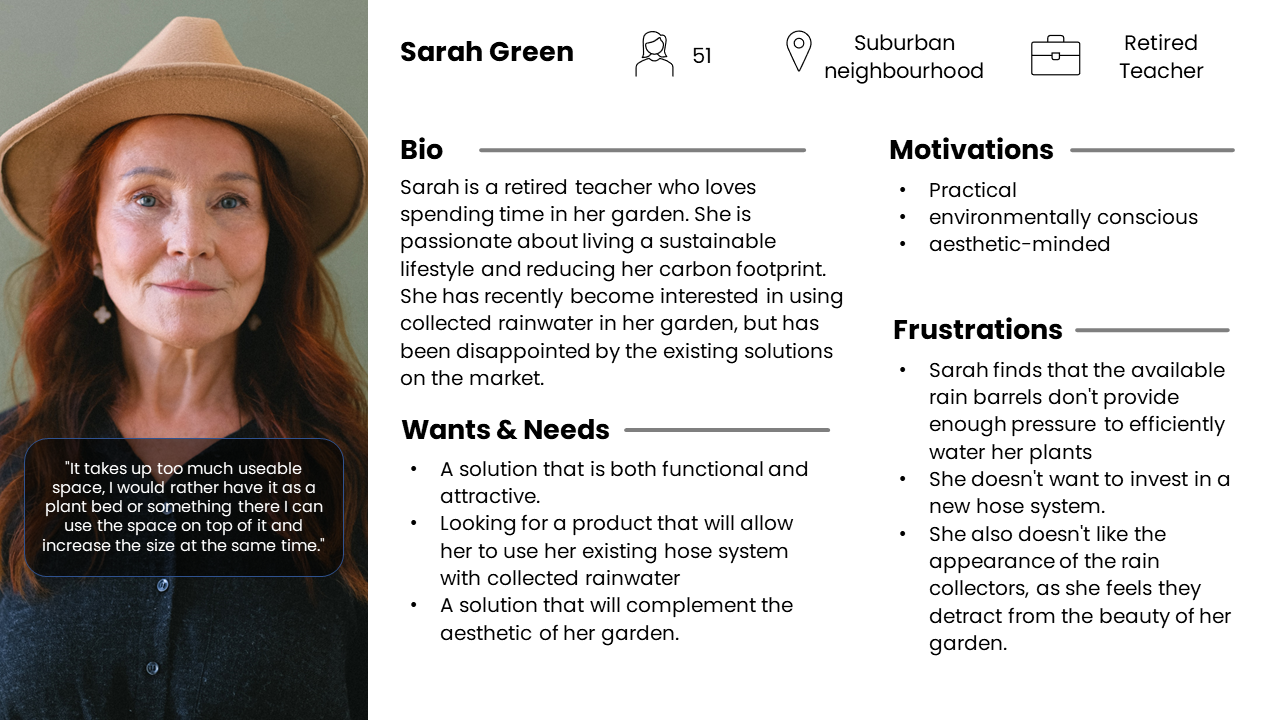 Sarah Green
51
Suburban
neighbourhood
Retired
Teacher
Bio
Sarah is a retired teacher who loves
spending time in her garden. She is
passionate about living a sustainable
lifestyle and reducing her carbon footprint.
She has recently become interested in using
collected rainwater in her garden, but has
been disappointed by the existing solutions
on the market.
Wants & Needs
• A solution that is both functional and
attractive.
• Looking for a product that will allow
her to use her existing hose system
with collected rainwater
• A solution that will complement the
aesthetic of her garden.
Motivations
• Practical
• environmentally conscious
• aesthetic-minded
Frustrations
• Sarah finds that the available
rain barrels don't provide
enough pressure to efficiently
water her plants
• She doesn't want to invest in a
new hose system.
• She also doesn't like the
appearance of the rain
collectors, as she feels they
detract from the beauty of her
garden.
"It takes up too much useable
space, I would rather have it as a
plant bed or something there I can
use the space on top of it and
increase the size at the same time."